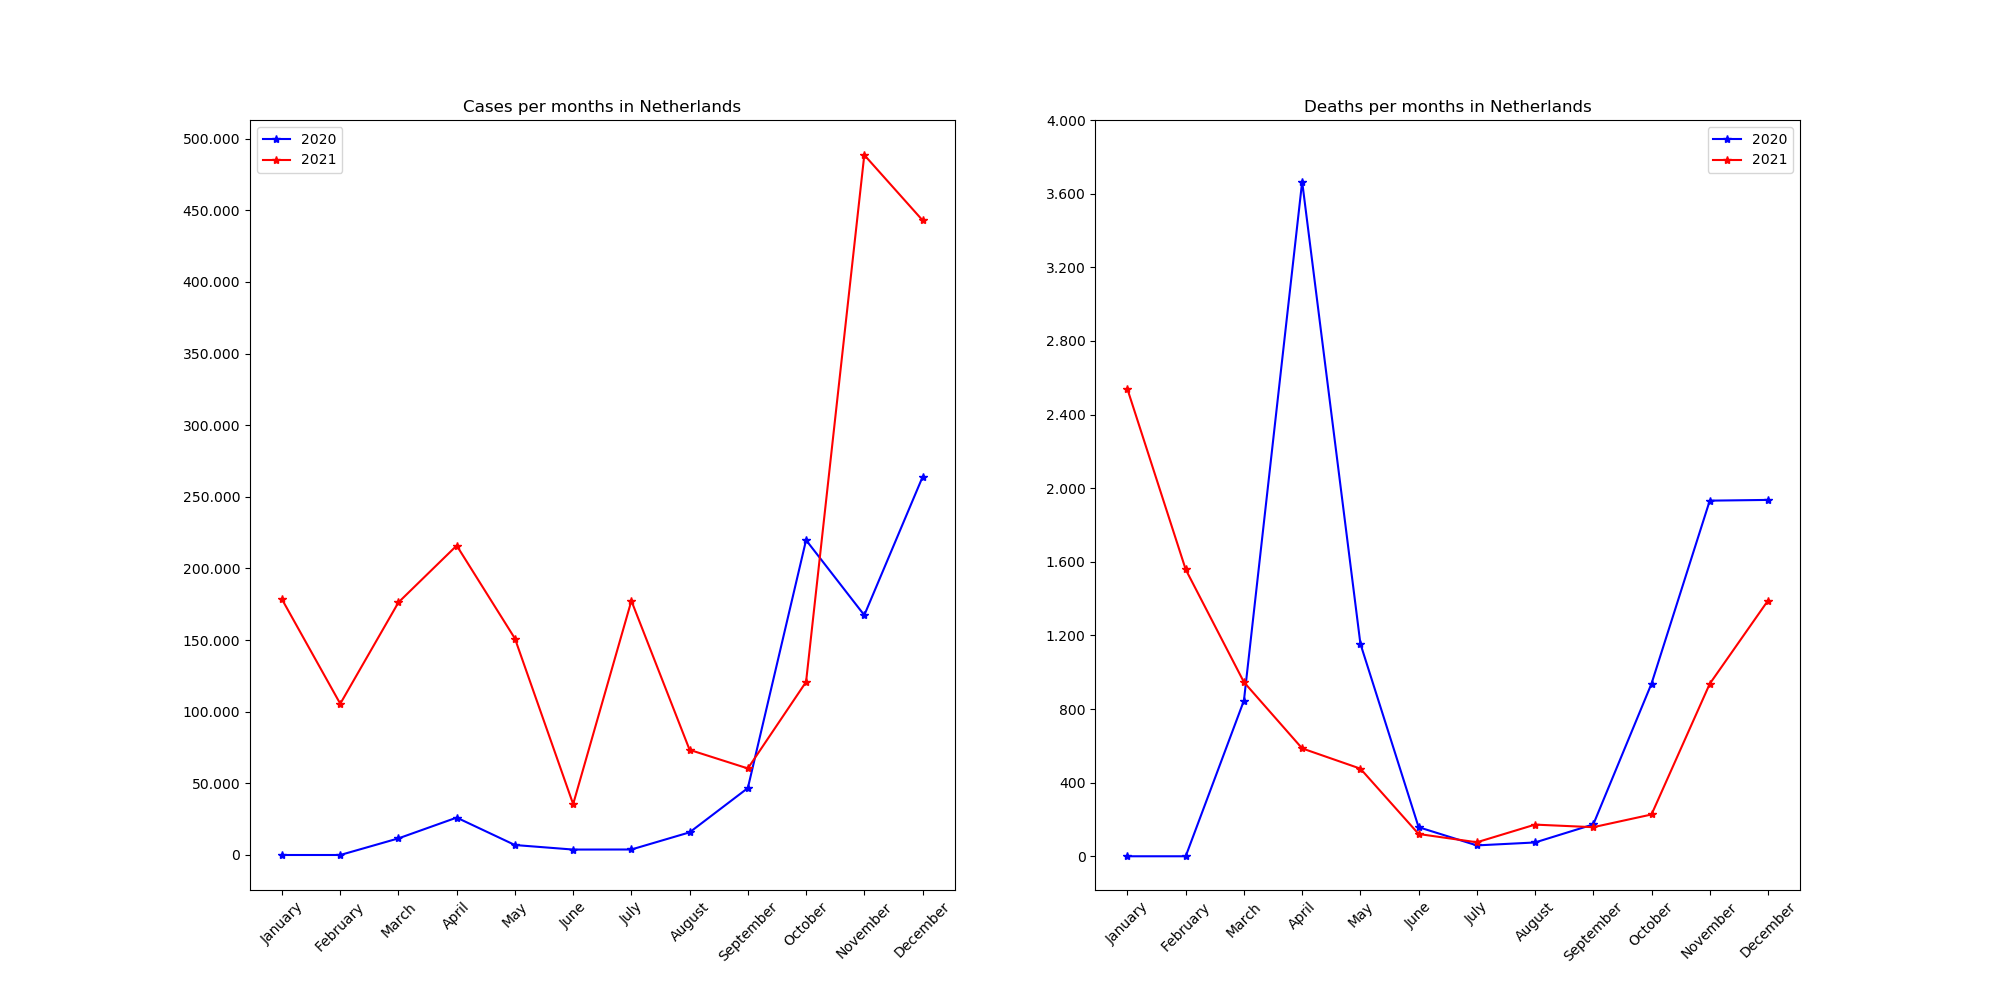 Cases per months in Netherlands
2020
2021
500.000
450.000
400.000
350.000
300.000
250.000
200.000
150.000
100.000
50.000
0
January
February
March
April
May
June
July
August
September
October
November
December
Deaths per months in Netherlands
2020
2021
4.000
3.600
3.200
2.800
2.400
2.000
1.600
1.200
800
400
0
January
February
March
April
May
June
July
August
September
October
November
December